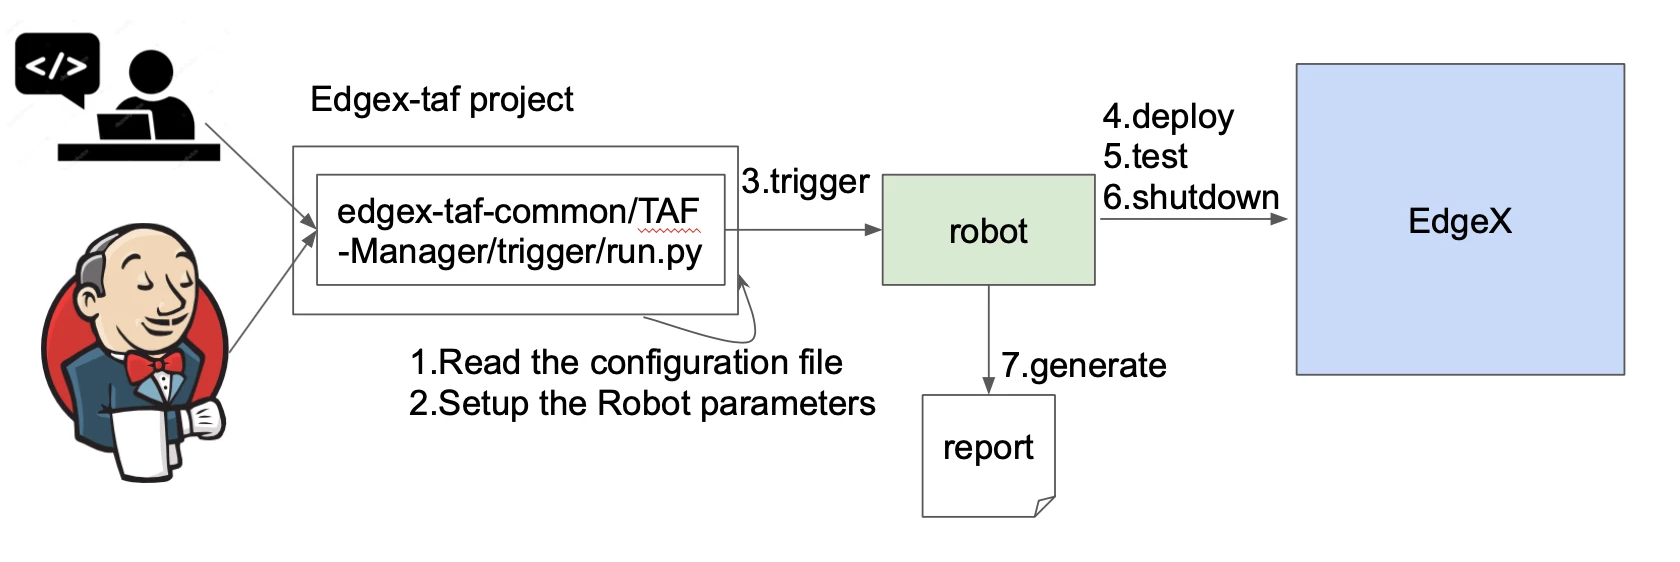 </>
Edgex-taf project
edgex-taf-common/TAF
-Manager/trigger/run.py
3.trigger
robot
4.deploy
5.test
6.shutdown
EdgeX
1.Read the configuration file
2.Setup the Robot parameters
7.generate
report